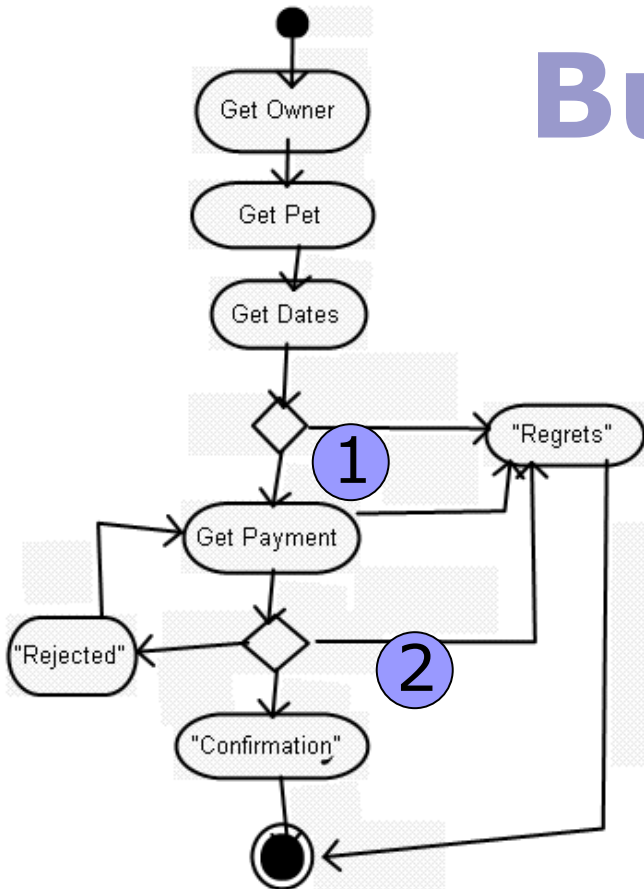 Bu
Get Owner
Get Pet
Get Dates
"Regrets"
1
Get Payment
"Rejected"
2
"Confirmation"